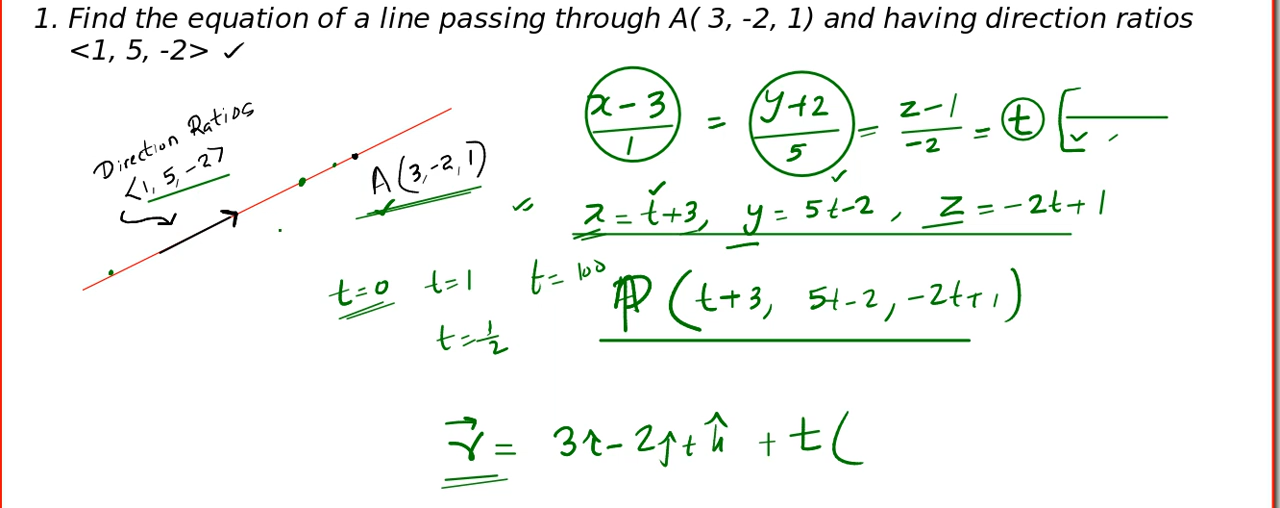 1. Find the equation of a line passing through A( 3, -2, 1) and having direction ratios
<1, 5, -2> ✓
Direction Ratios
<1, 5, -2>
A(3,-2,1)
x-3/1 = y+2/5 = z-1/-2 = t
x = t+3, y = 5t-2, z = -2t+1
t=0 t=1 t=100
t=1/2
P(t+3, 5t-2, -2t+1)
r⃗ = 3î-2ĵ+k̂ + t(